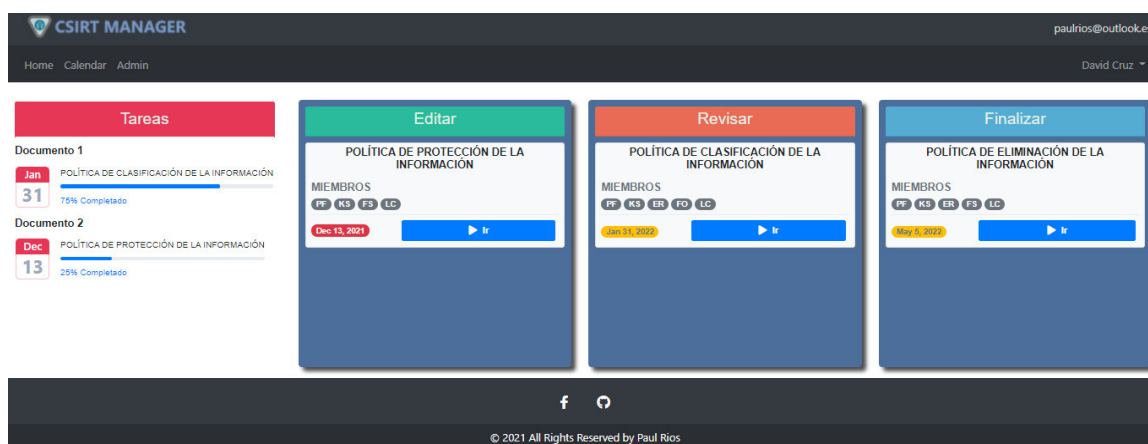 CSIRT MANAGER
paulrios@outlook.e
Home Calendar Admin
David Cruz
Tareas
Documento 1
Jan
31
POLÍTICA DE CLASIFICACIÓN DE LA INFORMACIÓN
75% Completado
Documento 2
Dec
13
POLÍTICA DE PROTECCIÓN DE LA INFORMACIÓN
25% Completado
Editar
POLÍTICA DE PROTECCIÓN DE LA
INFORMACIÓN
MIEMBROS
PF KS FS LC
Dec 13, 2021
Ir
Revisar
POLÍTICA DE CLASIFICACIÓN DE LA
INFORMACIÓN
MIEMBROS
PF KS ER FO LC
Jan 31, 2022
Ir
Finalizar
POLÍTICA DE ELIMINACIÓN DE LA
INFORMACIÓN
MIEMBROS
PF KS ER FS LC
May 5, 2022
Ir
© 2021 All Rights Reserved by Paul Rios